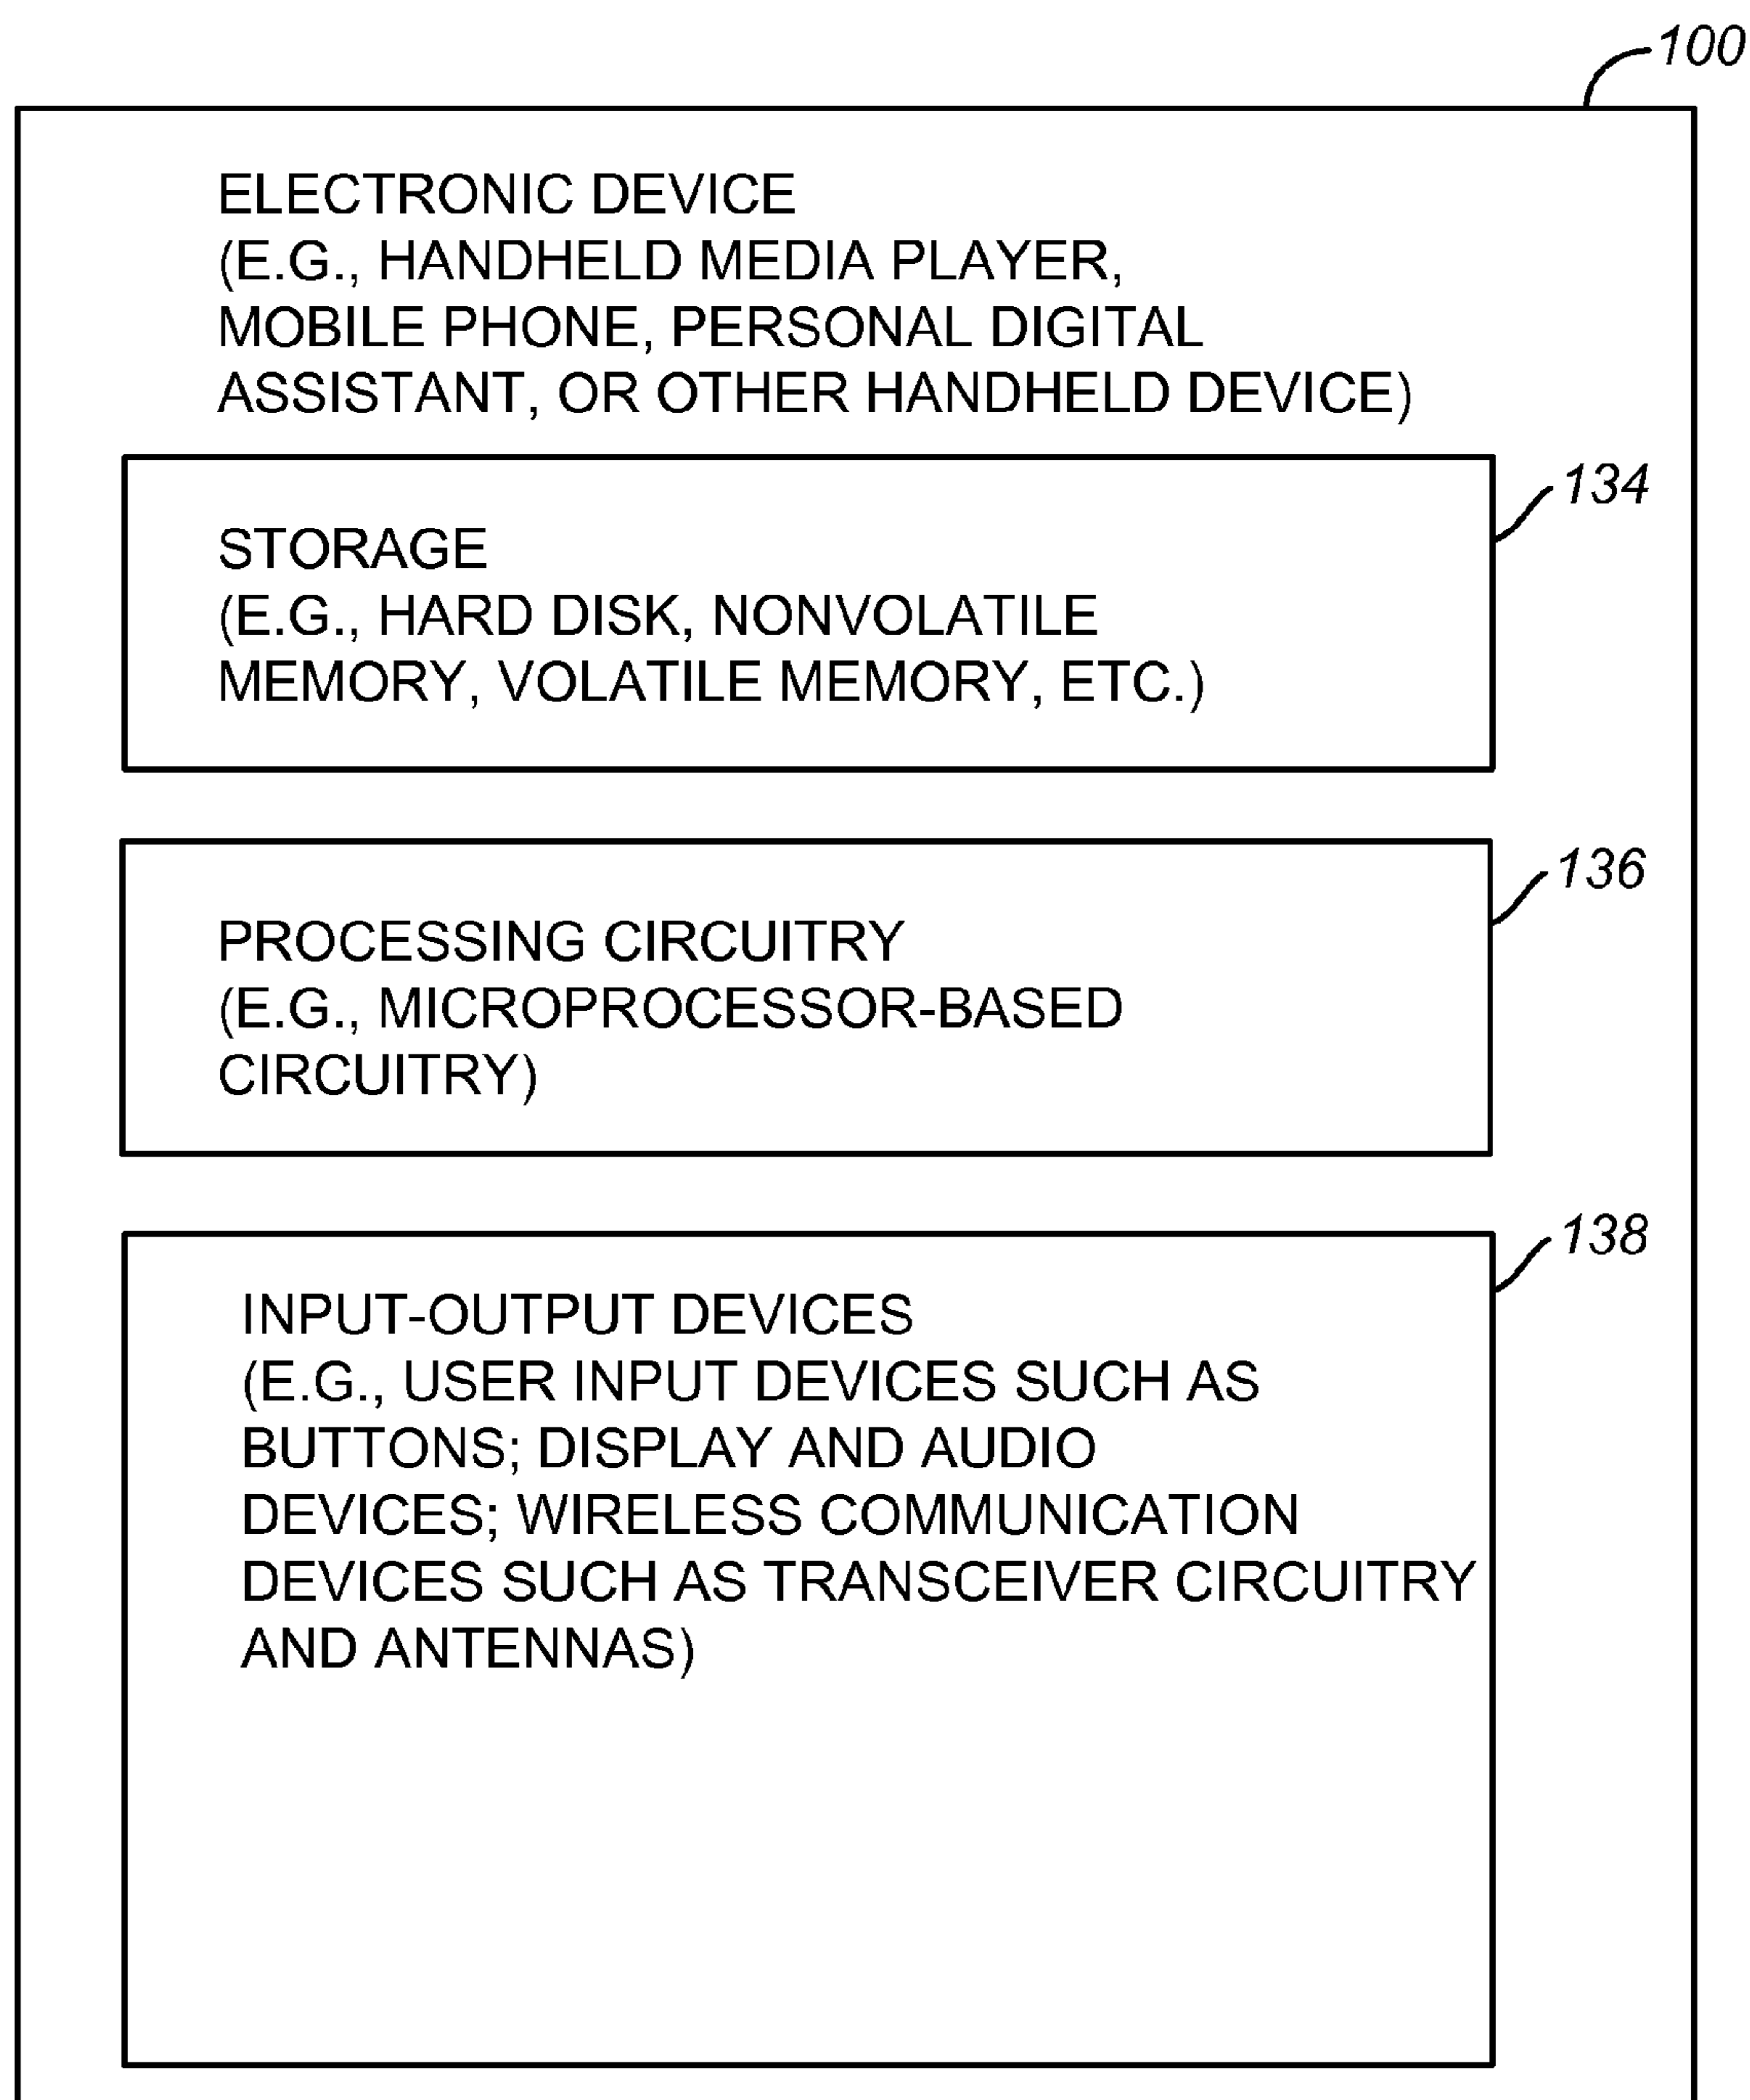 100
ELECTRONIC DEVICE
(E.G., HANDHELD MEDIA PLAYER,
MOBILE PHONE, PERSONAL DIGITAL
ASSISTANT, OR OTHER HANDHELD DEVICE)
134
STORAGE
(E.G., HARD DISK, NONVOLATILE
MEMORY, VOLATILE MEMORY, ETC.)
136
PROCESSING CIRCUITRY
(E.G., MICROPROCESSOR-BASED
CIRCUITRY)
138
INPUT-OUTPUT DEVICES
(E.G., USER INPUT DEVICES SUCH AS
BUTTONS; DISPLAY AND AUDIO
DEVICES; WIRELESS COMMUNICATION
DEVICES SUCH AS TRANSCEIVER CIRCUITRY
AND ANTENNAS)